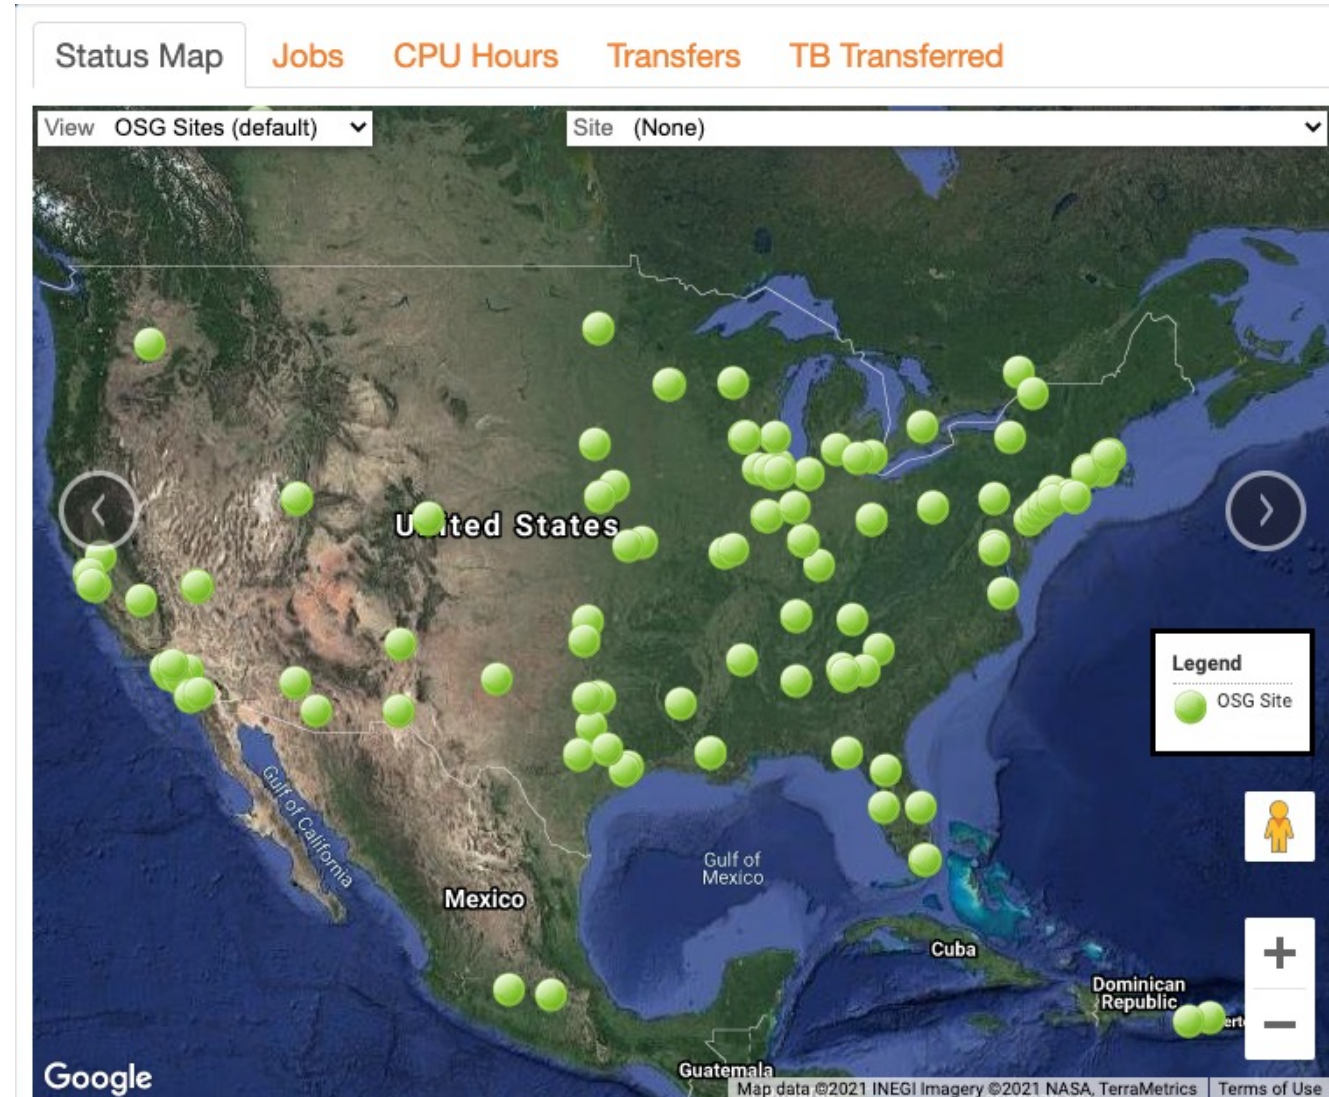 Status Map Jobs CPU Hours Transfers TB Transferred
View OSG Sites (default) Site (None)
United States
Legend
OSG Site
Gulf of California
Gulf of
Mexico
Mexico
Cuba
Dominican
Republic
Guatemala
Google
Map data ©2021 INEGI Imagery ©2021 NASA, TerraMetrics Terms of Use